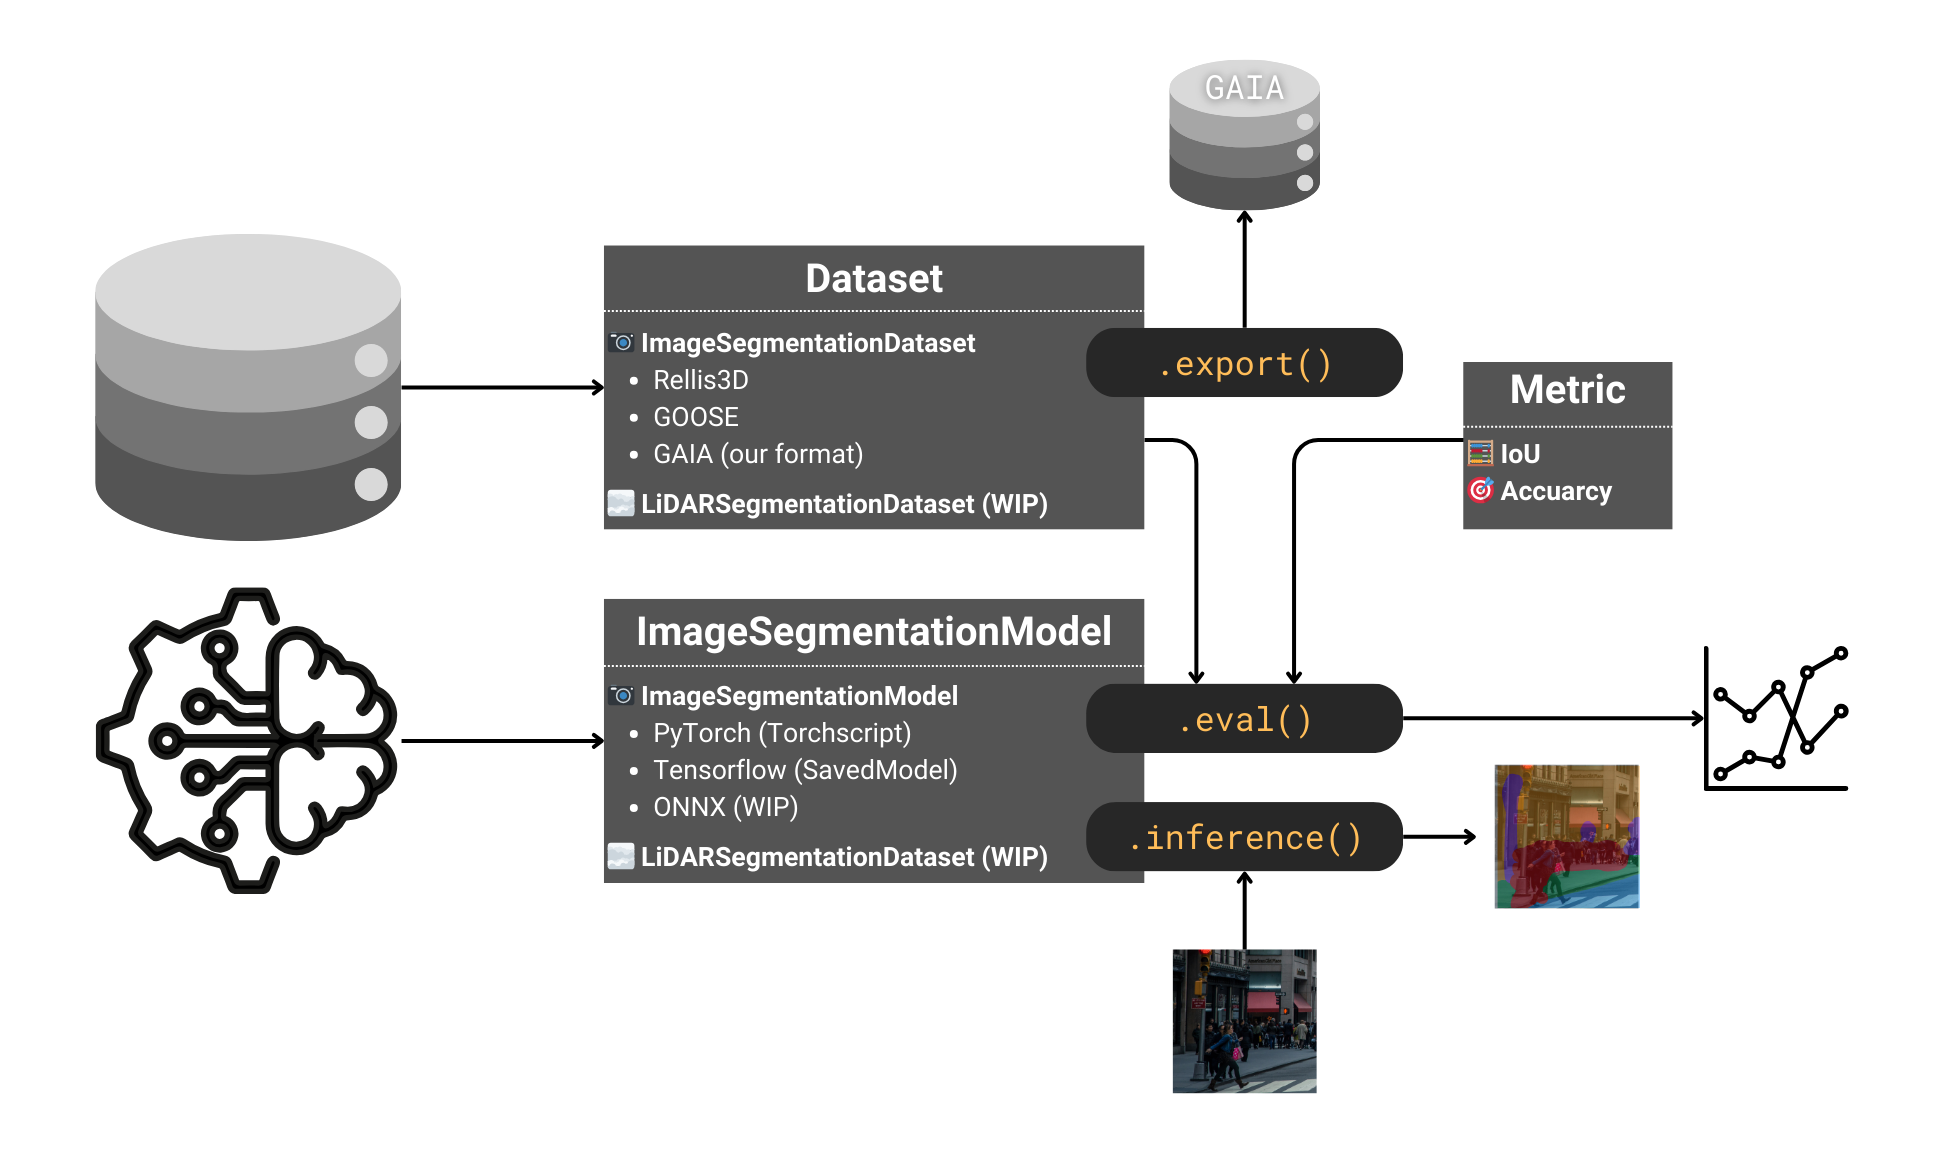 GAIA
Dataset
ImageSegmentationDataset
• Rellis3D
• GOOSE
• GAIA (our format)
LiDARSegmentationDataset (WIP)
.export()
Metric
IoU
Accuarcy
ImageSegmentationModel
ImageSegmentationModel
• PyTorch (Torchscript)
• Tensorflow (SavedModel)
• ONNX (WIP)
LiDARSegmentationDataset (WIP)
.eval()
.inference()